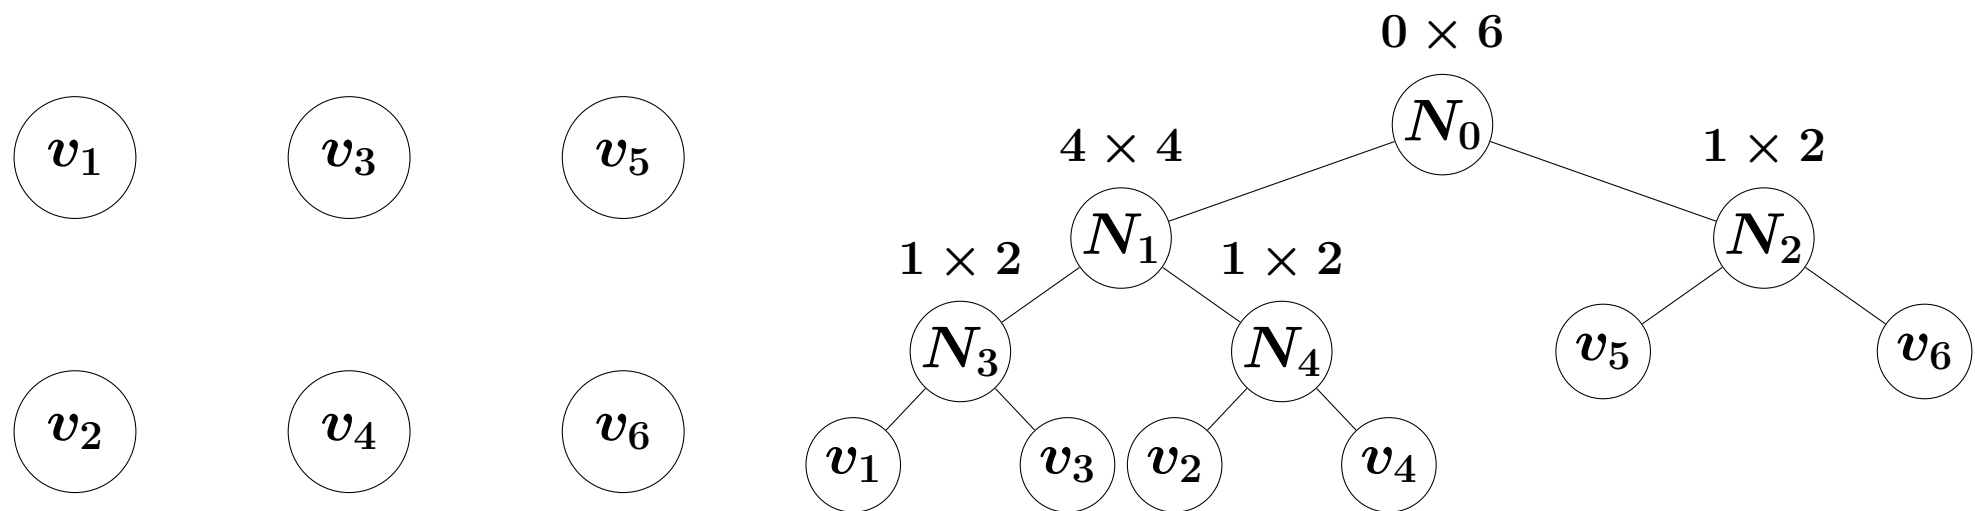 v₁ v₃ v₅
v₂ v₄ v₆
0 × 6
N₀
4 × 4 1 × 2
N₁ N₂
1 × 2 1 × 2
N₃ N₄ v₅ v₆
v₁ v₃ v₂ v₄